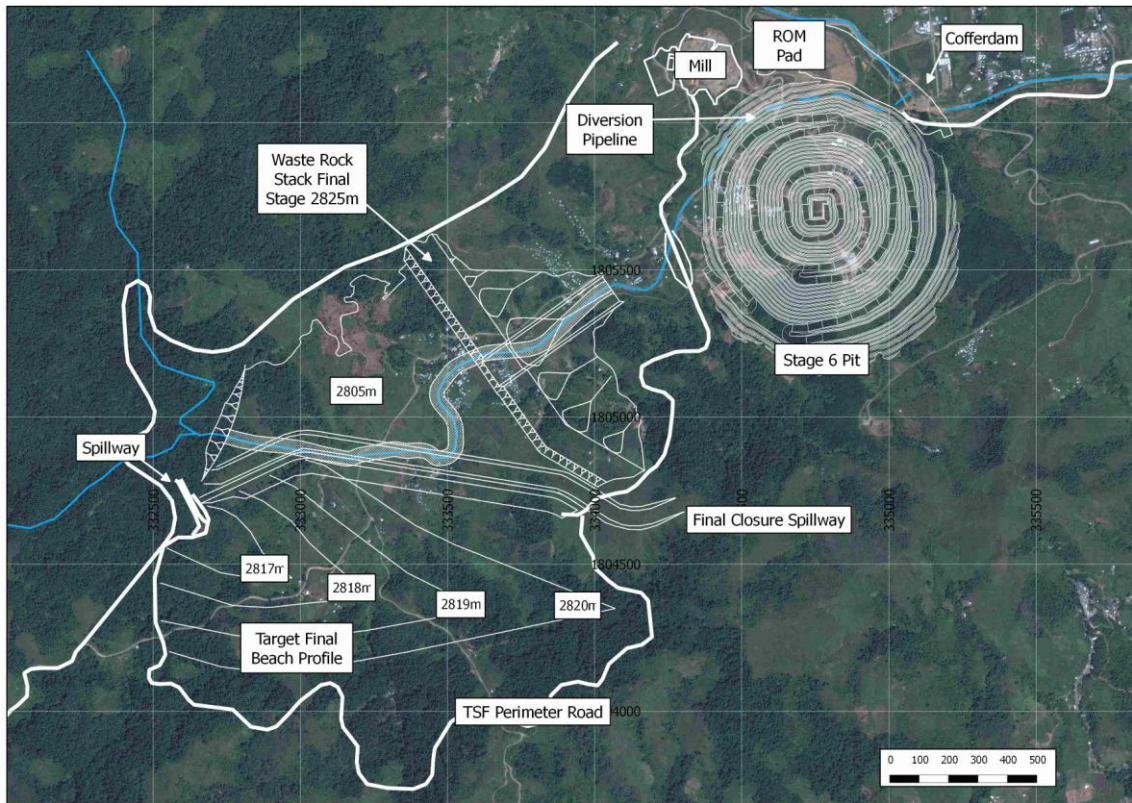 ROM
Pad
Cofferdam
Mill
Diversion
Pipeline
Waste Rock
Stack Final
Stage 2825m
1805500
Stage 6 Pit
2805m
1805000
Spillway
332500
333000
333500
335000
335500
Final Closure Spillway
1804500
2817m
2818m
2819m
2820m
Target Final
Beach Profile
TSF Perimeter Road
0 100 200 300 400 500